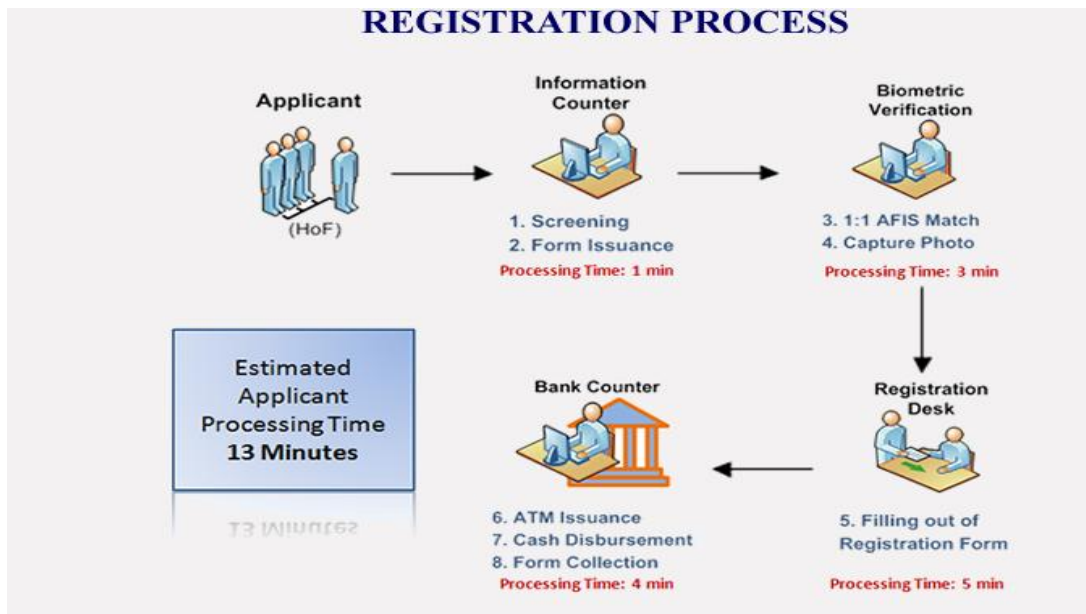 REGISTRATION PROCESS
Applicant
(HoF)
Information
Counter
1. Screening
2. Form Issuance
Processing Time: 1 min
Biometric
Verification
3. 1:1 AFIS Match
4. Capture Photo
Processing Time: 3 min
Registration
Desk
5. Filling out of
Registration Form
Processing Time: 5 min
Bank Counter
6. ATM Issuance
7. Cash Disbursement
8. Form Collection
Processing Time: 4 min
Estimated
Applicant
Processing Time
13 Minutes
13 Minutes